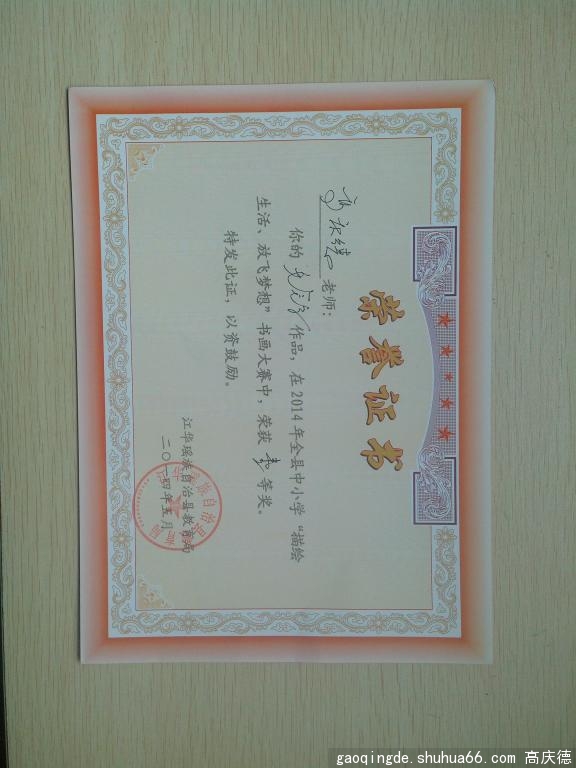 荣誉证书
高庆德 老师：
你的 作品，在2014年全县中小学“描绘
生活、放飞梦想”书画大赛中，荣获 等奖。
特发此证，以资鼓励。
江华瑶族自治县教育局
二〇一四年五月
gaoqingde.shuhua66.com 高庆德